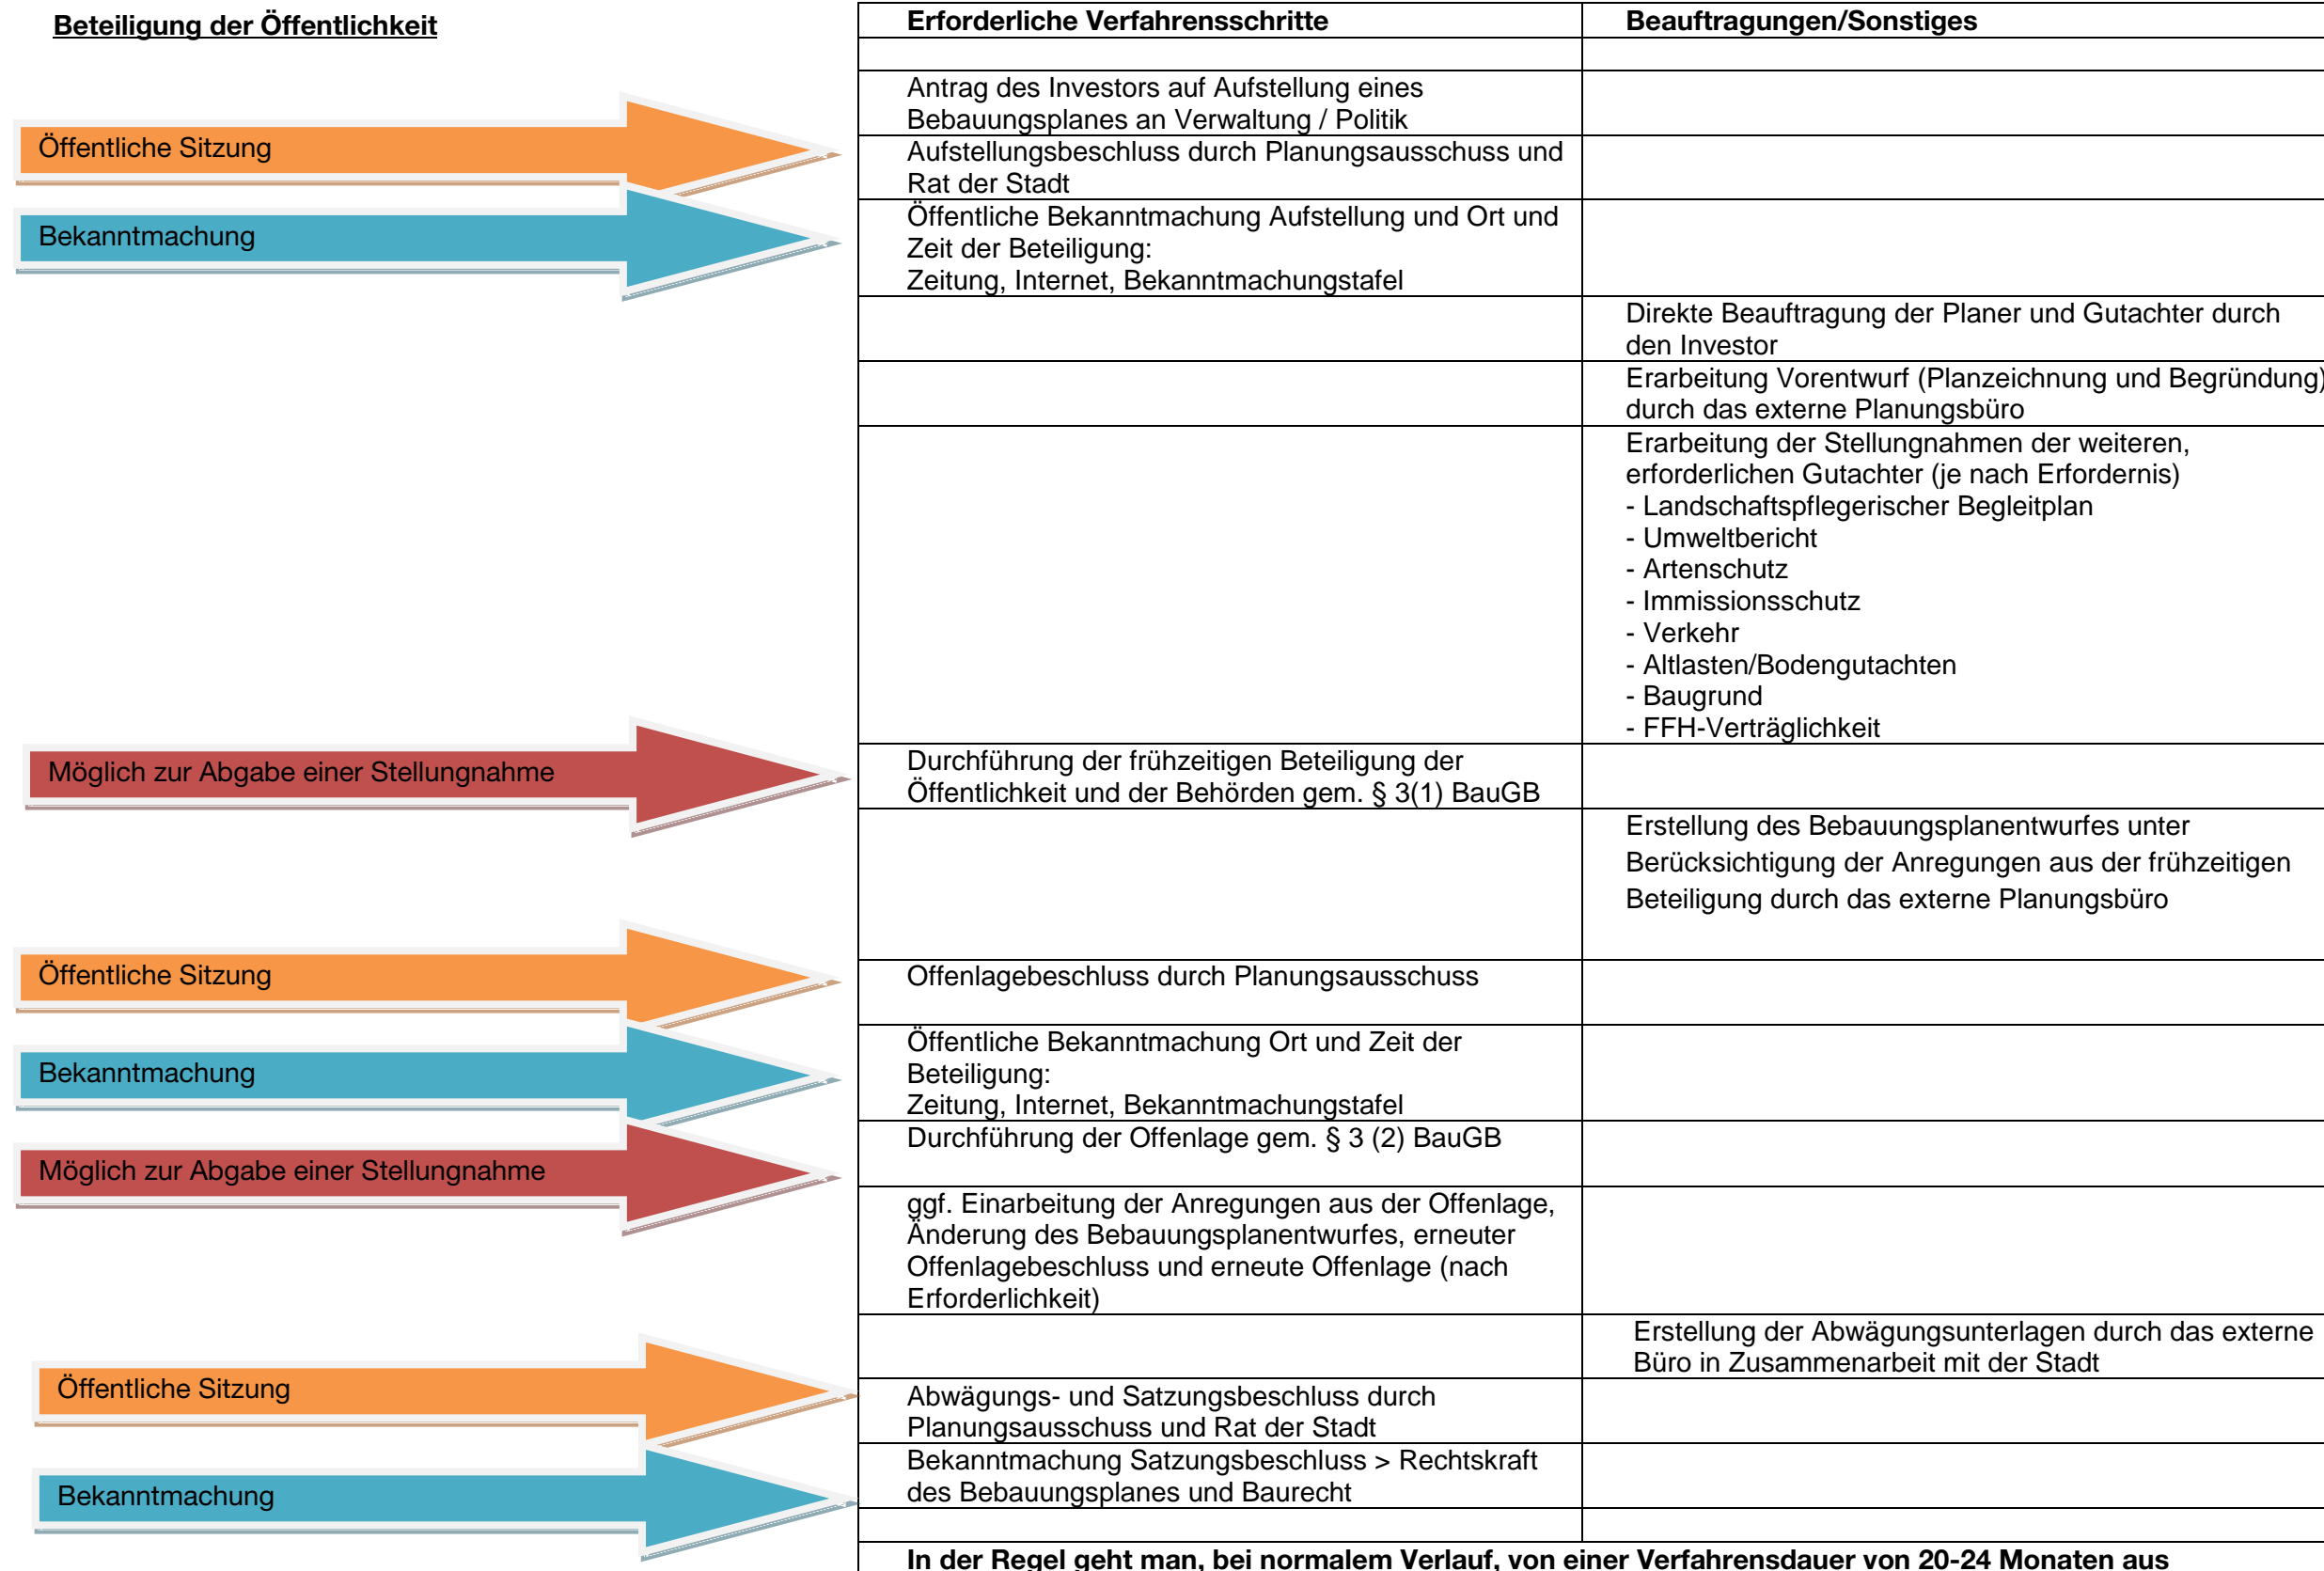 Beteiligung der Öffentlichkeit
Erforderliche Verfahrensschritte
Beauftragungen/Sonstiges
Antrag des Investors auf Aufstellung eines
Bebauungsplanes an Verwaltung / Politik
Öffentliche Sitzung
Aufstellungsbeschluss durch Planungsausschuss und
Rat der Stadt
Bekanntmachung
Öffentliche Bekanntmachung Aufstellung und Ort und
Zeit der Beteiligung:
Zeitung, Internet, Bekanntmachungstafel
Direkte Beauftragung der Planer und Gutachter durch
den Investor
Erarbeitung Vorentwurf (Planzeichnung und Begründung)
durch das externe Planungsbüro
Erarbeitung der Stellungnahmen der weiteren,
erforderlichen Gutachter (je nach Erfordernis)
- Landschaftspflegerischer Begleitplan
- Umweltbericht
- Artenschutz
- Immissionsschutz
- Verkehr
- Altlasten/Bodengutachten
- Baugrund
- FFH-Verträglichkeit
Möglich zur Abgabe einer Stellungnahme
Durchführung der frühzeitigen Beteiligung der
Öffentlichkeit und der Behörden gem. § 3(1) BauGB
Erstellung des Bebauungsplanentwurfes unter
Berücksichtigung der Anregungen aus der frühzeitigen
Beteiligung durch das externe Planungsbüro
Öffentliche Sitzung
Offenlagebeschluss durch Planungsausschuss
Bekanntmachung
Öffentliche Bekanntmachung Ort und Zeit der
Beteiligung:
Zeitung, Internet, Bekanntmachungstafel
Möglich zur Abgabe einer Stellungnahme
Durchführung der Offenlage gem. § 3 (2) BauGB
ggf. Einarbeitung der Anregungen aus der Offenlage,
Änderung des Bebauungsplanentwurfes, erneuter
Offenlagebeschluss und erneute Offenlage (nach
Erforderlichkeit)
Erstellung der Abwägungsunterlagen durch das externe
Büro in Zusammenarbeit mit der Stadt
Öffentliche Sitzung
Abwägungs- und Satzungsbeschluss durch
Planungsausschuss und Rat der Stadt
Bekanntmachung
Bekanntmachung Satzungsbeschluss > Rechtskraft
des Bebauungsplanes und Baurecht
In der Regel geht man, bei normalem Verlauf, von einer Verfahrensdauer von 20-24 Monaten aus